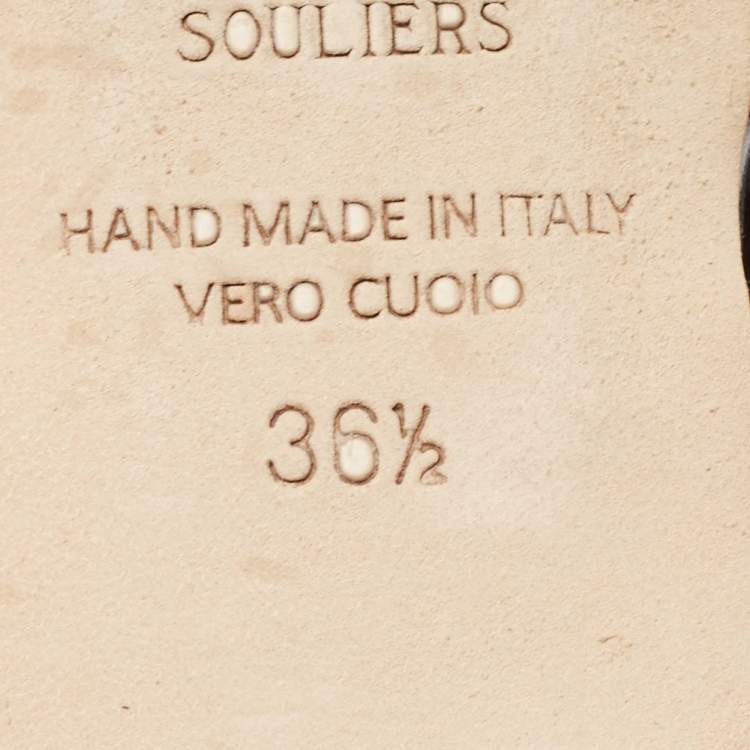 SOULIERS
HAND MADE IN ITALY
VERO CUOIO
36½